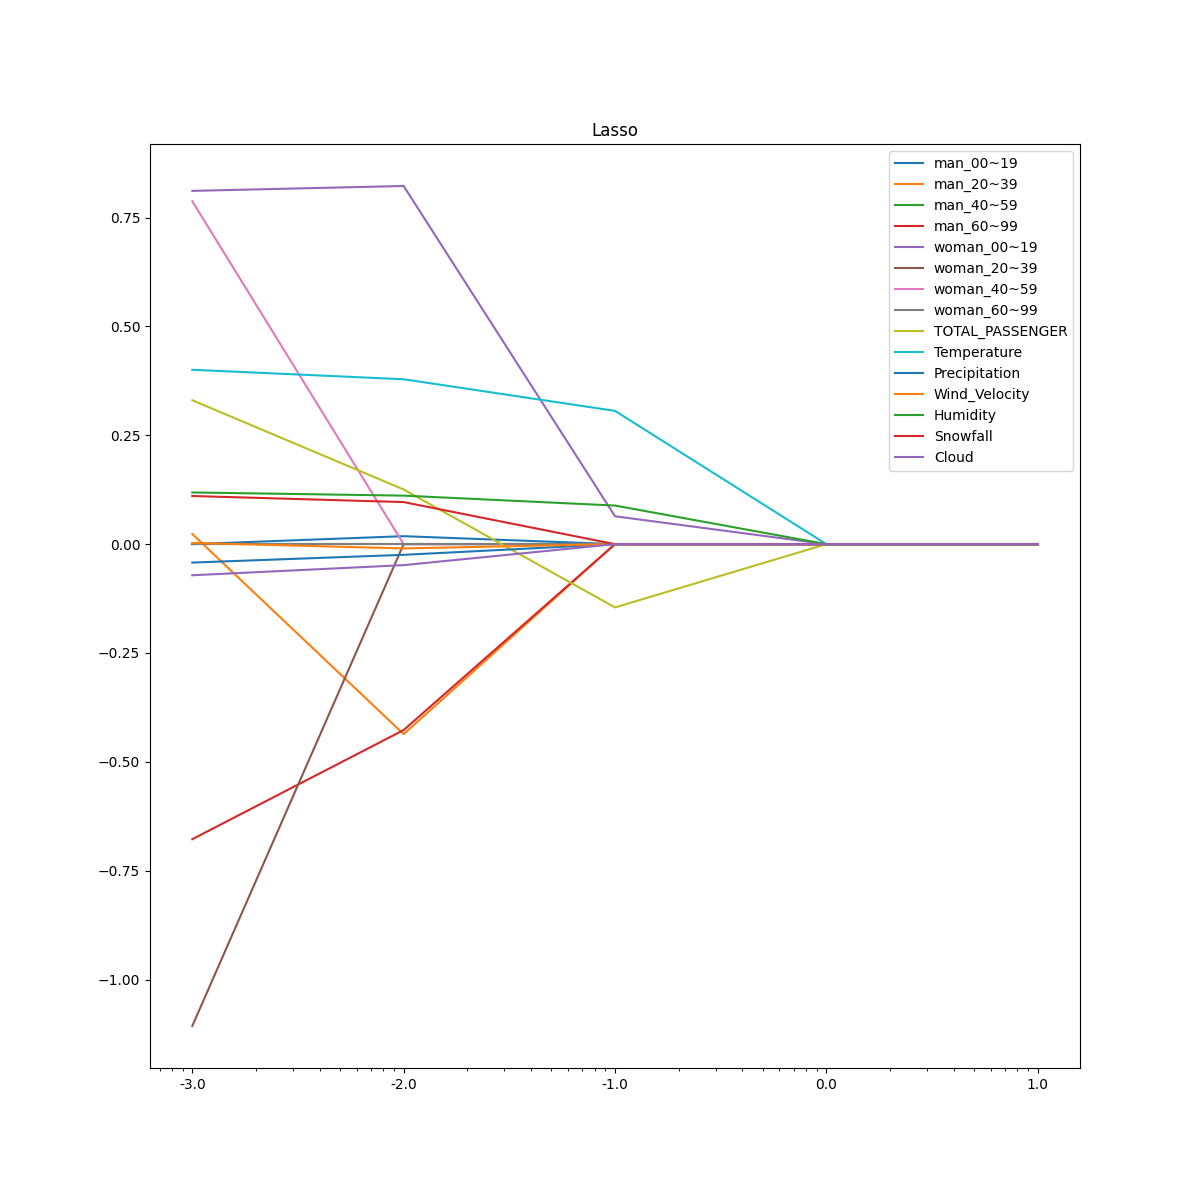 Lasso
man_00~19
man_20~39
man_40~59
man_60~99
woman_00~19
woman_20~39
woman_40~59
woman_60~99
TOTAL_PASSENGER
Temperature
Precipitation
Wind_Velocity
Humidity
Snowfall
Cloud
0.75
0.50
0.25
0.00
−0.25
−0.50
−0.75
−1.00
-3.0 -2.0 -1.0 0.0 1.0